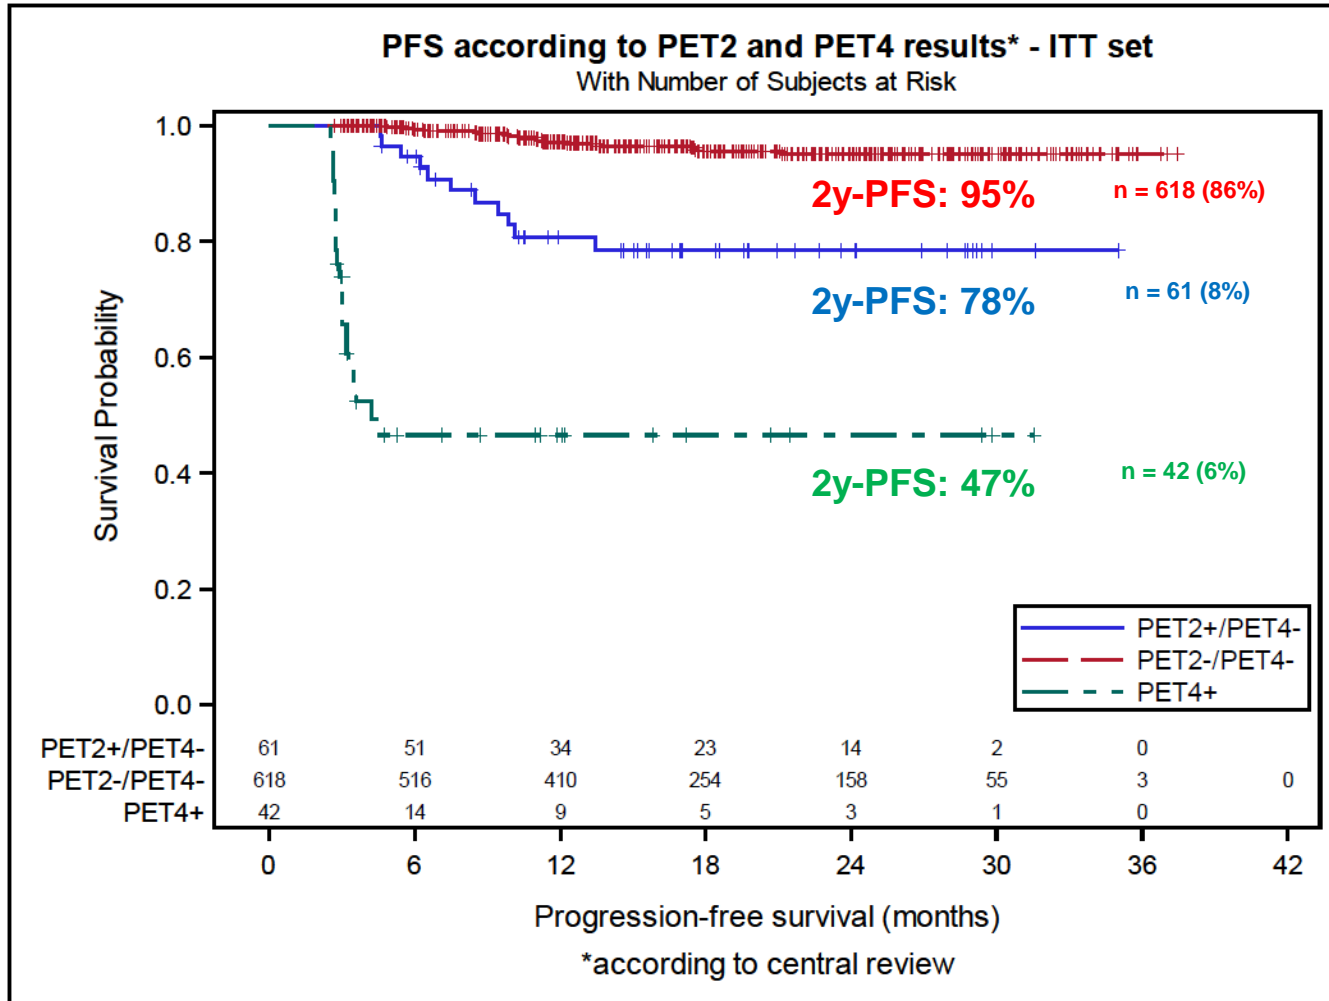 PFS according to PET2 and PET4 results* - ITT set
With Number of Subjects at Risk
1.0
0.8
0.6
0.4
0.2
0.0
Survival Probability
2y-PFS: 95%
n = 618 (86%)
2y-PFS: 78%
n = 61 (8%)
2y-PFS: 47%
n = 42 (6%)
PET2+/PET4-
PET2-/PET4-
PET4+
PET2+/PET4- 61 51 34 23 14 2 0
PET2-/PET4- 618 516 410 254 158 55 3 0
PET4+ 42 14 9 5 3 1 0
0 6 12 18 24 30 36 42
Progression-free survival (months)
*according to central review